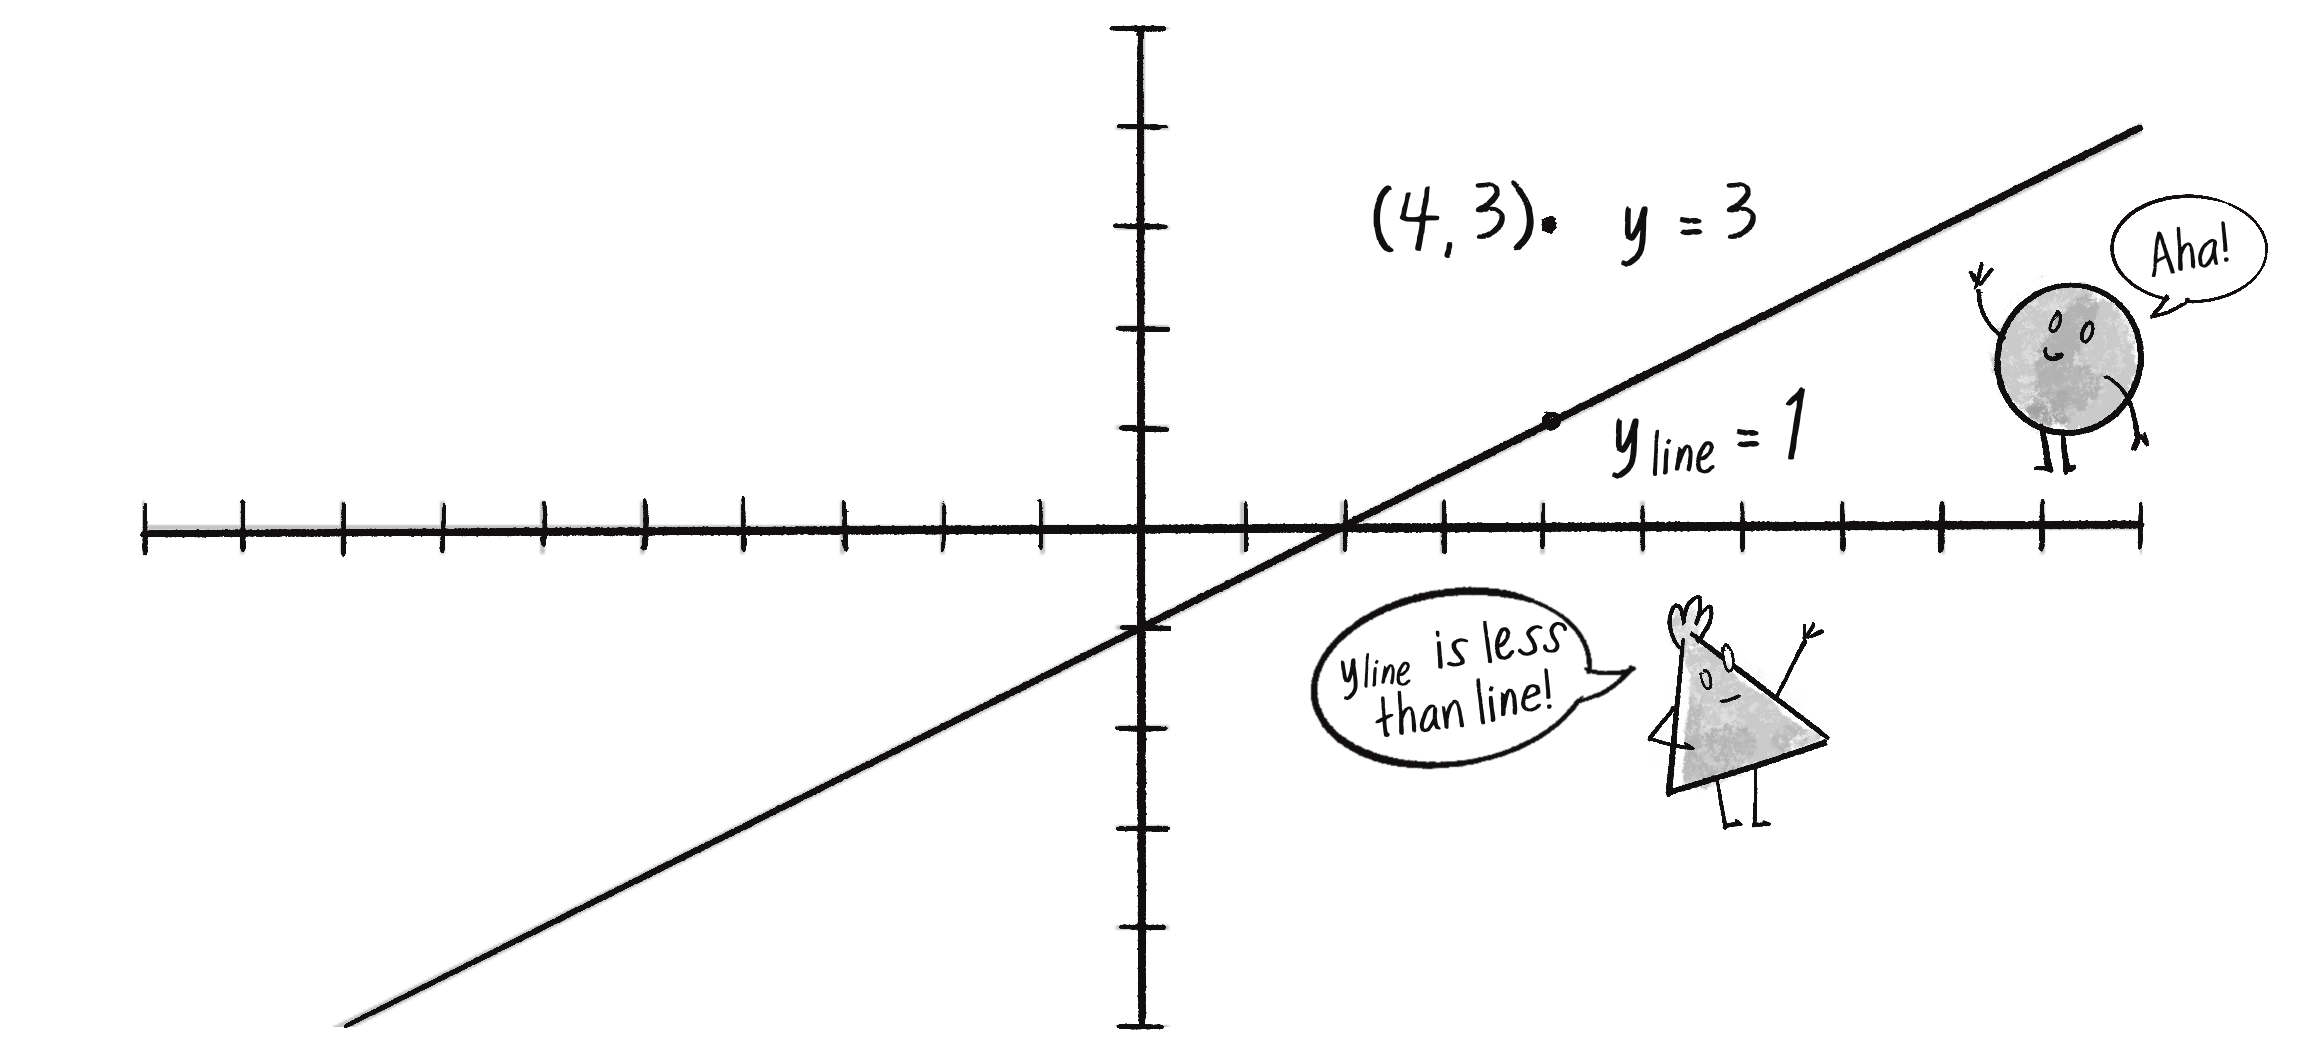 (4, 3)• y = 3
Aha!
y line = 1
y line is less
than line!